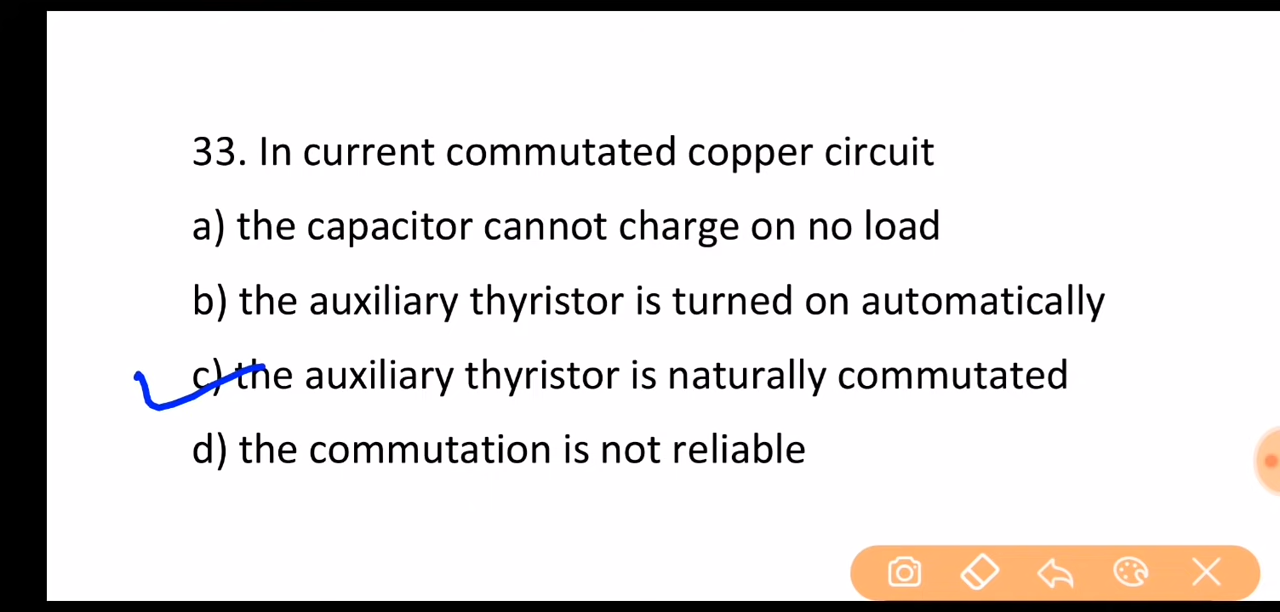 33. In current commutated copper circuit
a) the capacitor cannot charge on no load
b) the auxiliary thyristor is turned on automatically
c) the auxiliary thyristor is naturally commutated
d) the commutation is not reliable